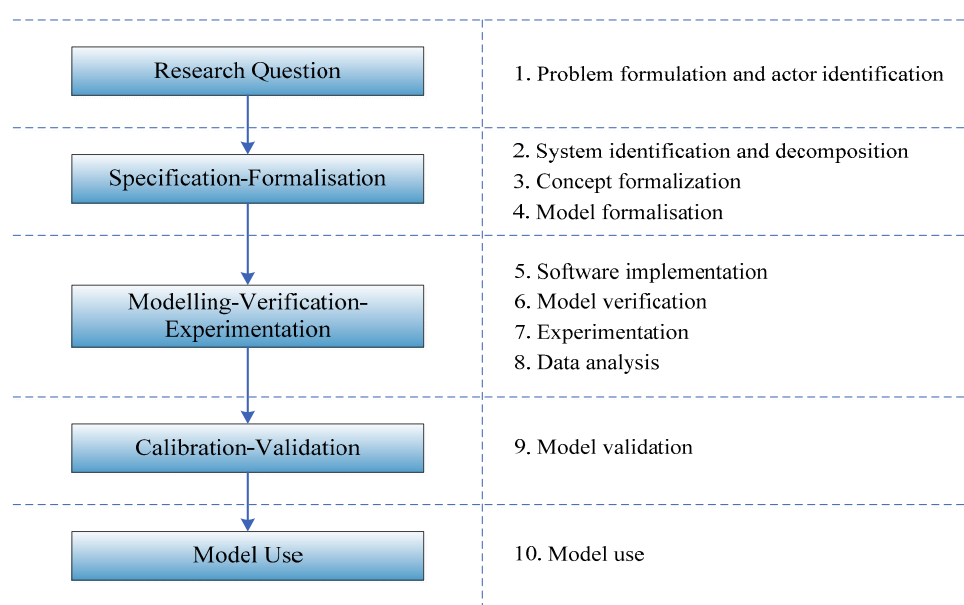 Research Question
1. Problem formulation and actor identification
Specification-Formalisation
2. System identification and decomposition
3. Concept formalization
4. Model formalisation
Modelling-Verification-
Experimentation
5. Software implementation
6. Model verification
7. Experimentation
8. Data analysis
Calibration-Validation
9. Model validation
Model Use
10. Model use